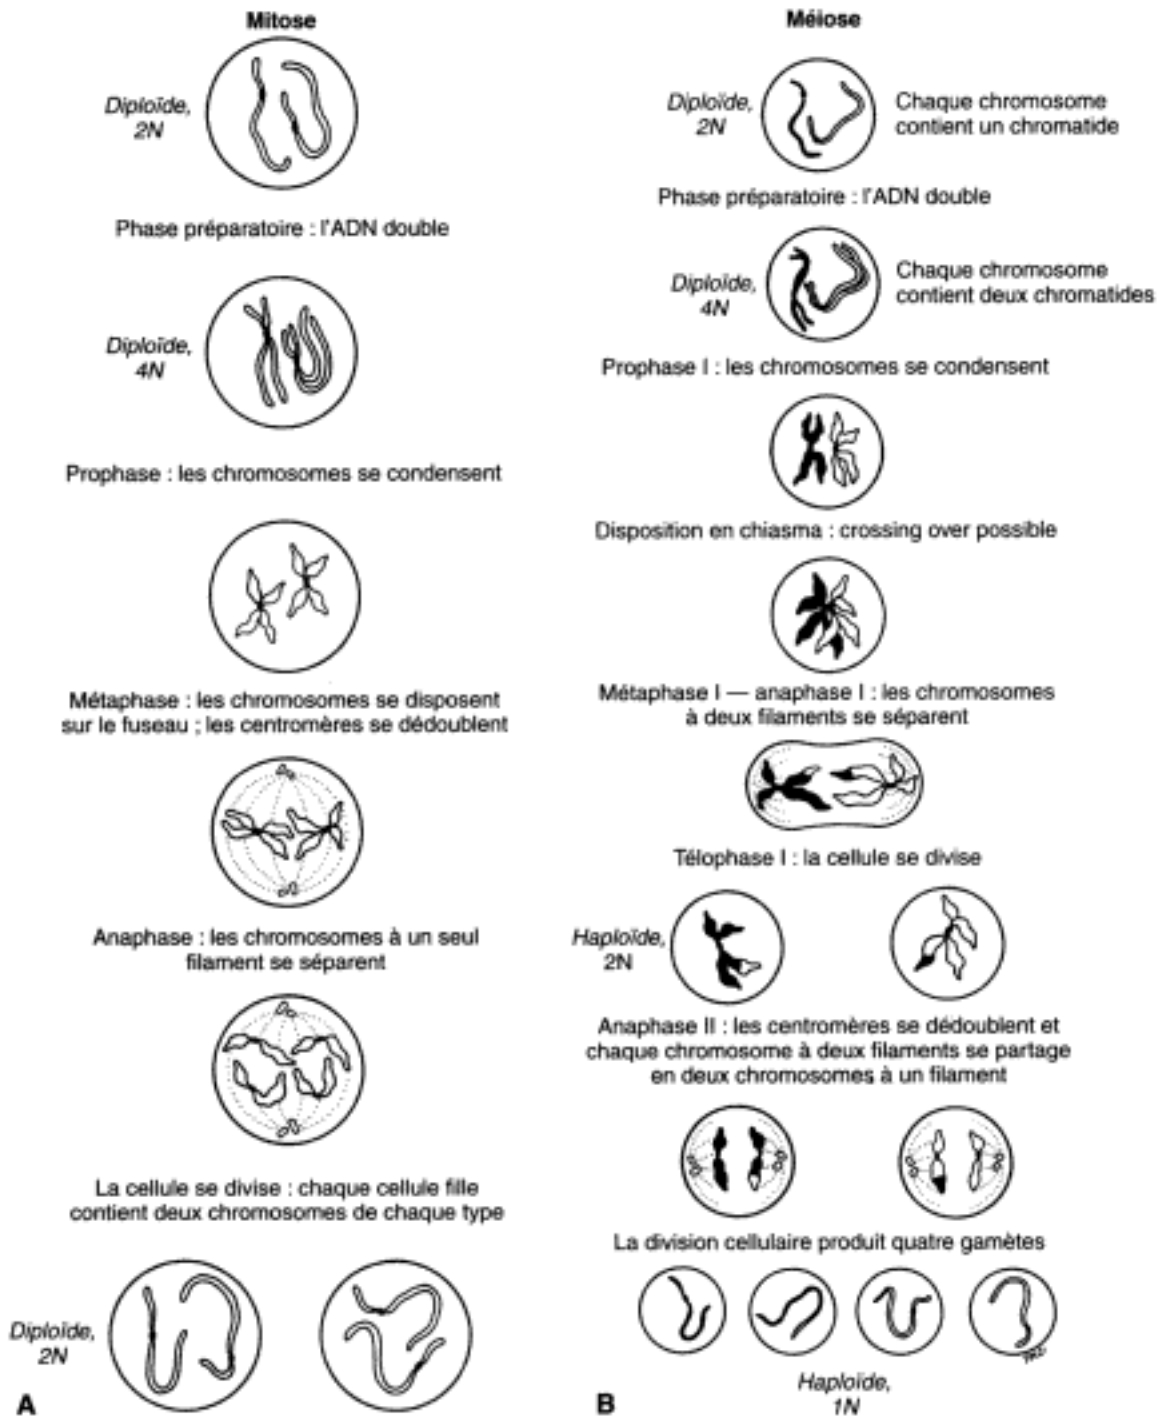 Mitose
Diploïde,
2N
Phase préparatoire : l'ADN double
Diploïde,
4N
Prophase : les chromosomes se condensent
Métaphase : les chromosomes se disposent
sur le fuseau ; les centromères se dédoublent
Anaphase : les chromosomes à un seul
filament se séparent
La cellule se divise : chaque cellule fille
contient deux chromosomes de chaque type
Diploïde,
2N
A
Méiose
Diploïde,
2N
Chaque chromosome
contient un chromatide
Phase préparatoire : l'ADN double
Diploïde,
4N
Chaque chromosome
contient deux chromatides
Prophase I : les chromosomes se condensent
Disposition en chiasma : crossing over possible
Métaphase I — anaphase I : les chromosomes
à deux filaments se séparent
Télophase I : la cellule se divise
Haploïde,
2N
Anaphase II : les centromères se dédoublent et
chaque chromosome à deux filaments se partage
en deux chromosomes à un filament
La division cellulaire produit quatre gamètes
Haploïde,
1N
B